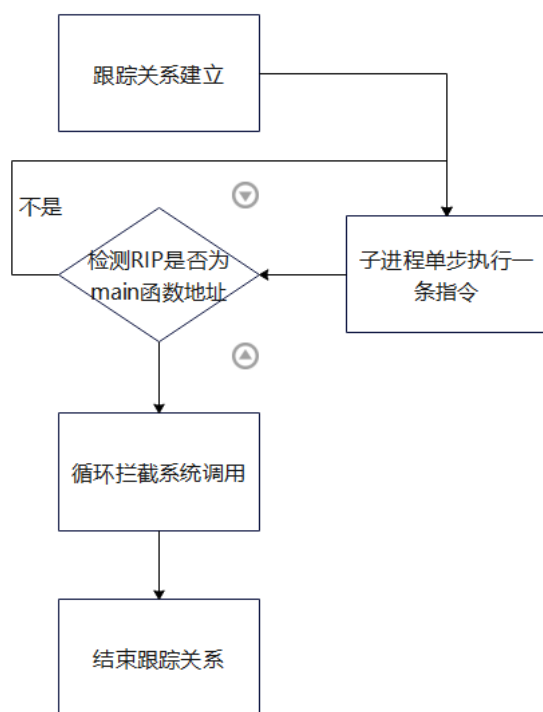 跟踪关系建立
不是
检测RIP是否为
main函数地址
子进程单步执行一
条指令
循环拦截系统调用
结束跟踪关系